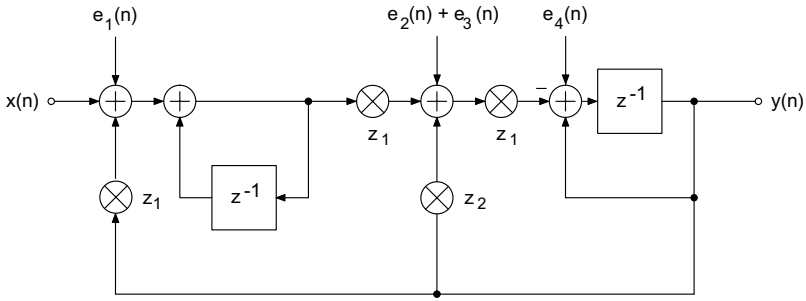 e1(n)
e2(n) + e3(n)
e4(n)
x(n)
z-1
y(n)
−
z1
z1
z1
z-1
z2